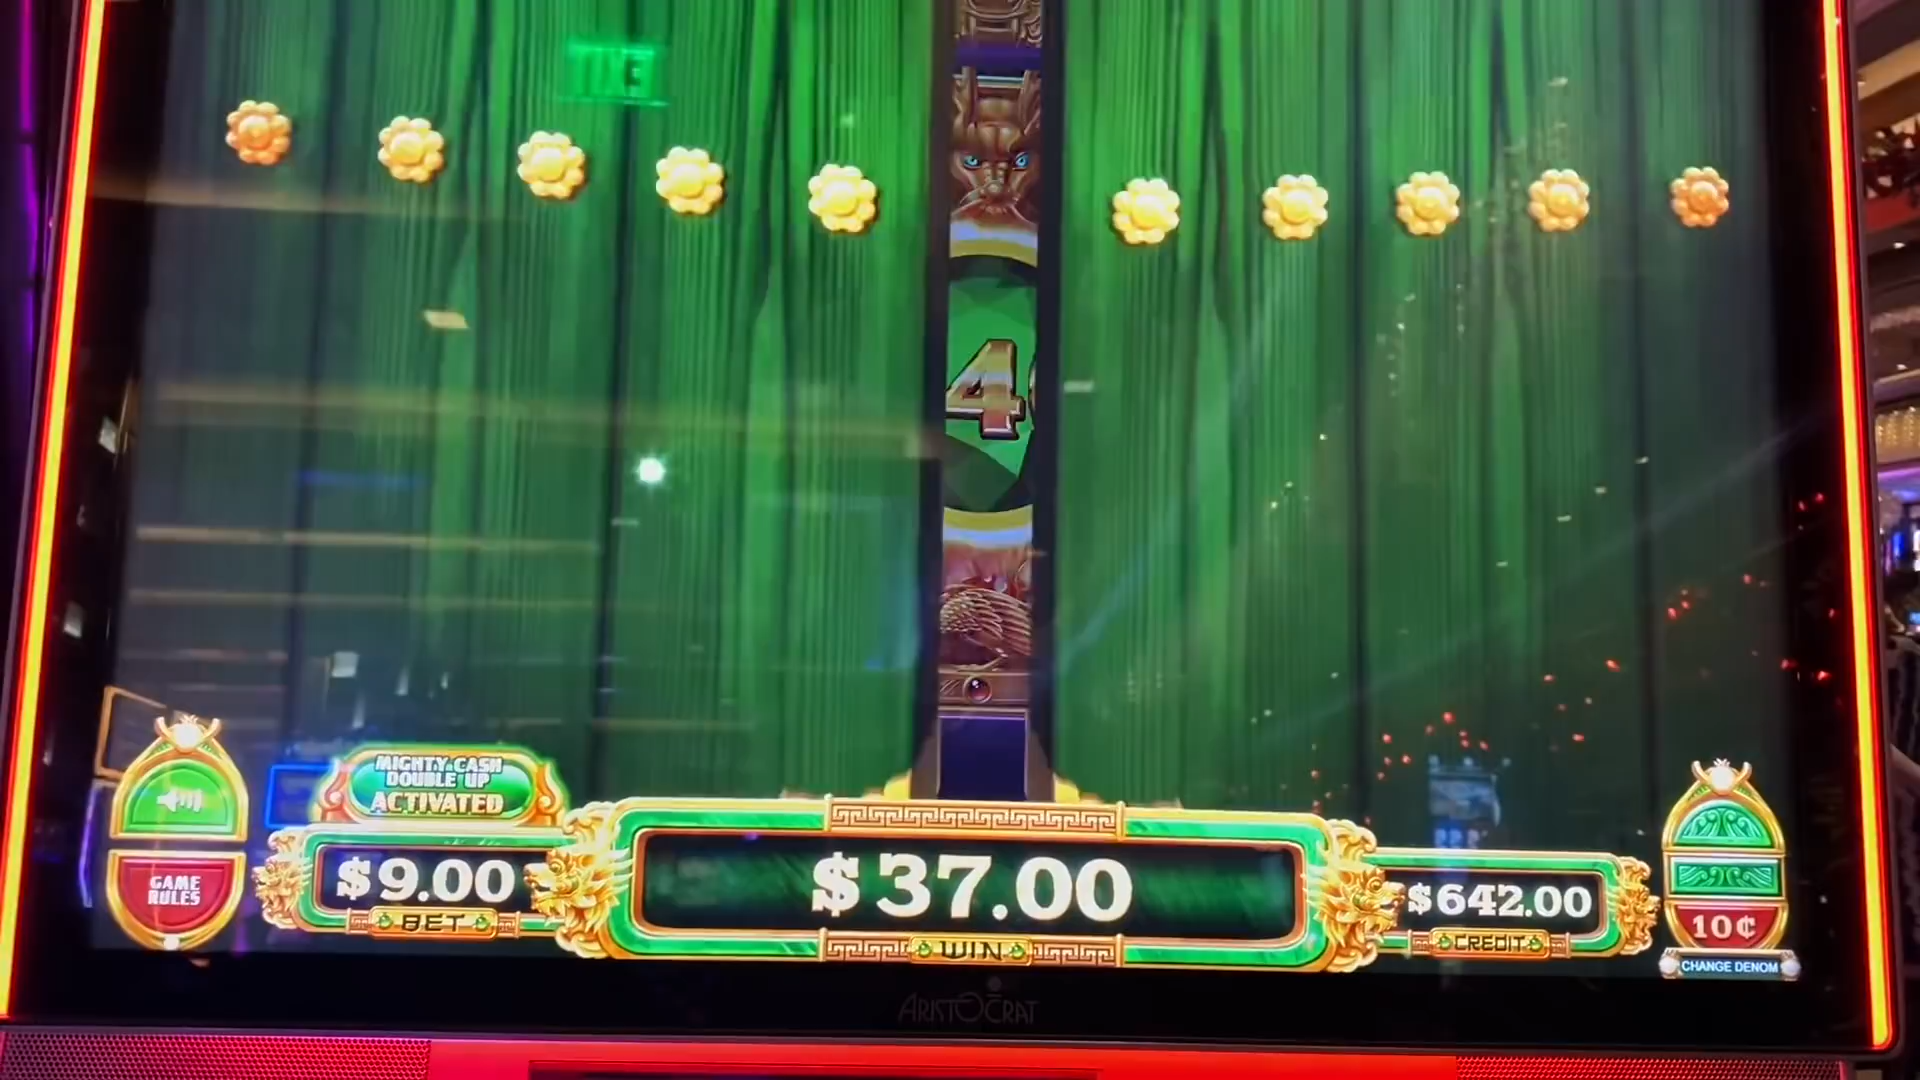 4
MIGHTY CASH
DOUBLE UP
ACTIVATED
GAME
RULES
$9.00
BET
$37.00
WIN
$642.00
CREDIT
10¢
CHANGE DENOM
ARISTOCRAT